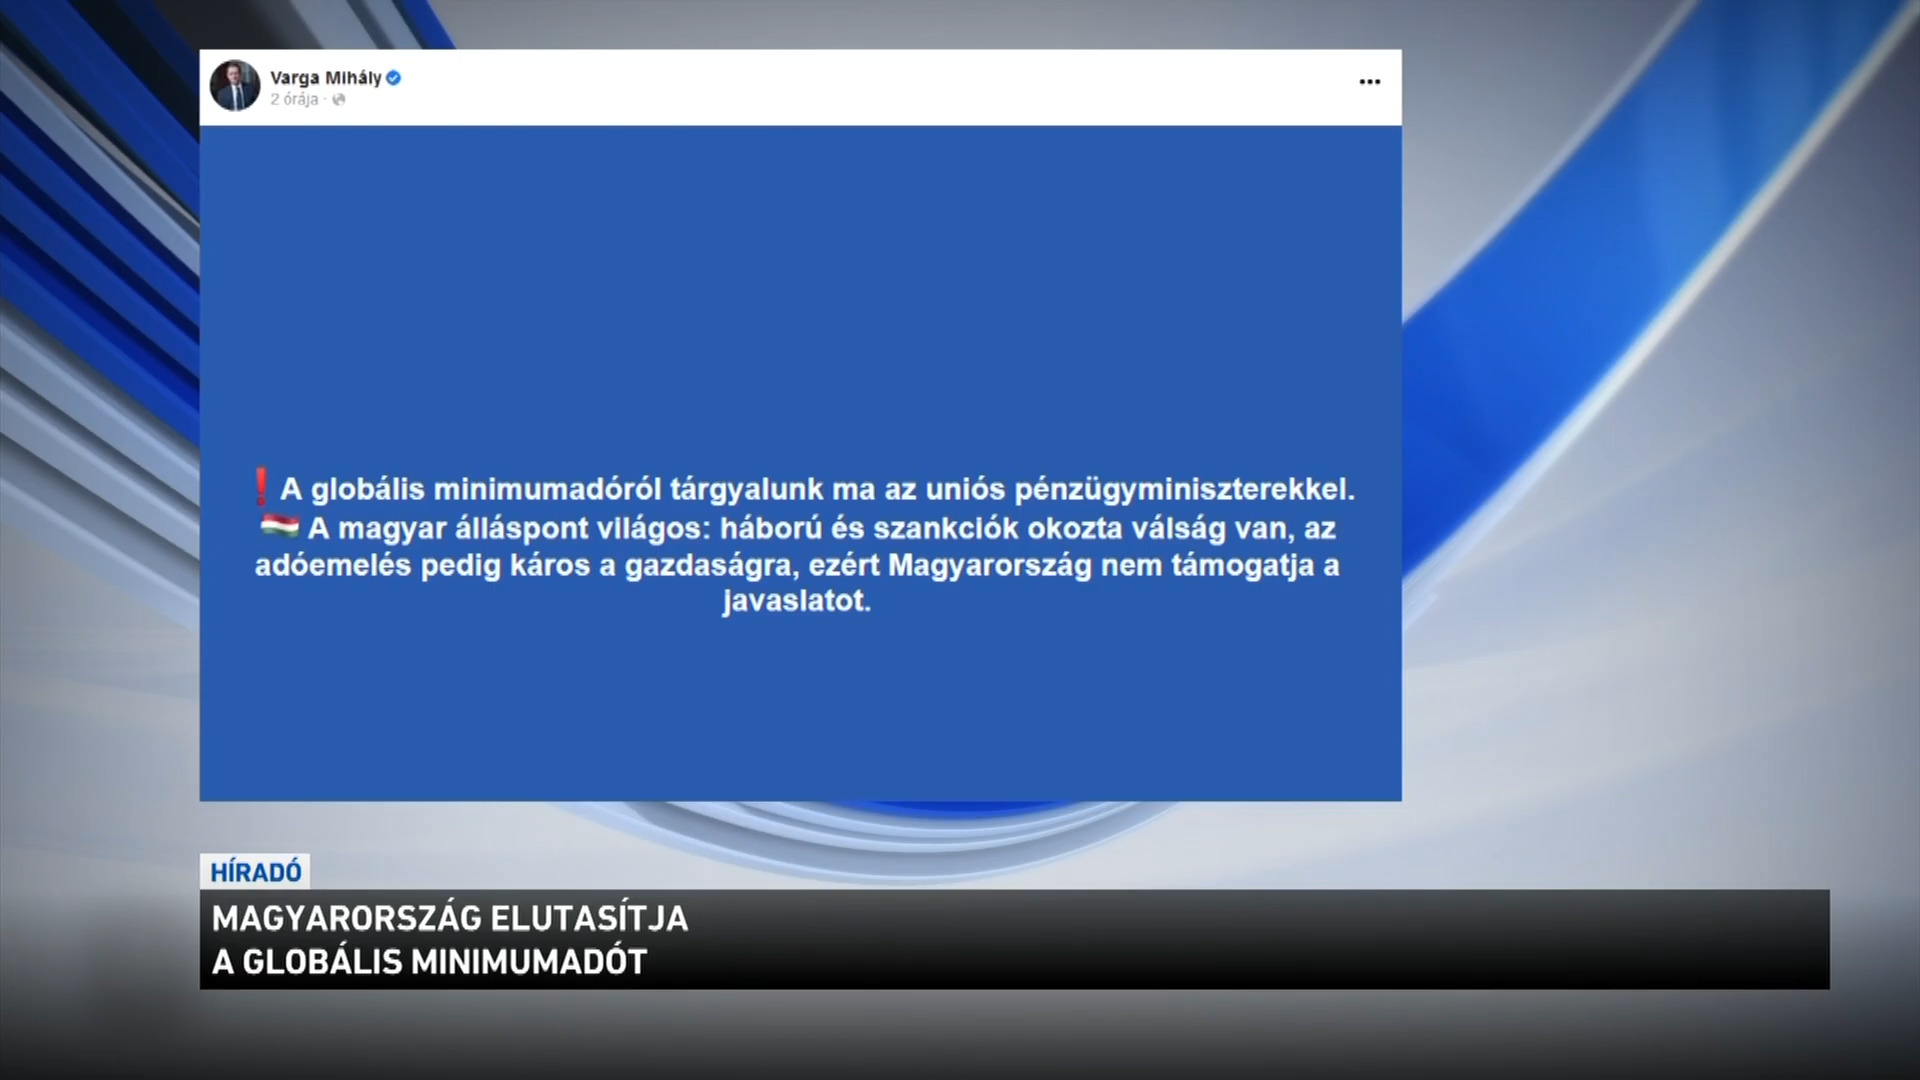 Varga Mihály
2 órája ·
❗A globális minimumadóról tárgyalunk ma az uniós pénzügyminiszterekkel.
🇭🇺 A magyar álláspont világos: háború és szankciók okozta válság van, az
adóemelés pedig káros a gazdaságra, ezért Magyarország nem támogatja a
javaslatot.
HÍRADÓ
MAGYARORSZÁG ELUTASÍTJA
A GLOBÁLIS MINIMUMADÓT